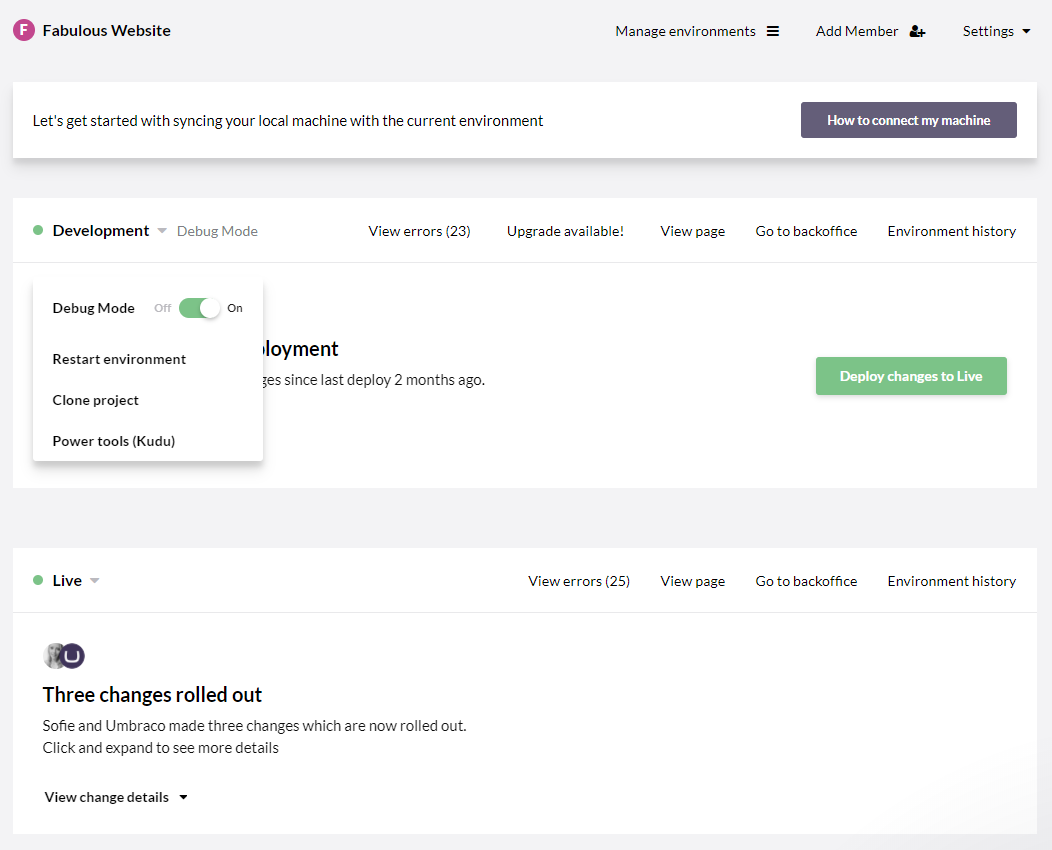 F Fabulous Website
Manage environments
Add Member
Settings
Let's get started with syncing your local machine with the current environment
How to connect my machine
Development
Debug Mode
View errors (23)
Upgrade available!
View page
Go to backoffice
Environment history
Debug Mode Off On
Restart environment
Clone project
Power tools (Kudu)
since last deploy 2 months ago.
Deploy changes to Live
Live
View errors (25)
View page
Go to backoffice
Environment history
Three changes rolled out
Sofie and Umbraco made three changes which are now rolled out.
Click and expand to see more details
View change details